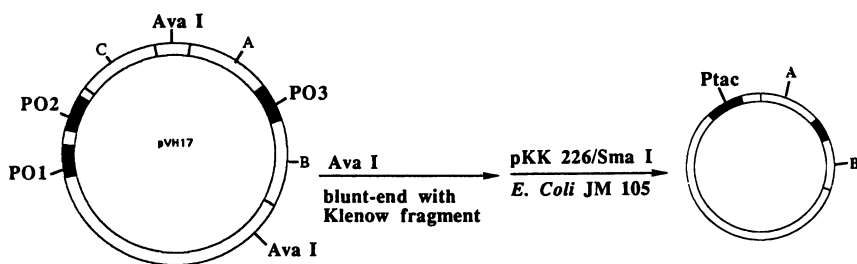 Ava I
C
A
PO2
PO3
pVH17
PO1
B
Ava I
Ava I
blunt-end with
Klenow fragment
pKK 226/Sma I
E. Coli JM 105
Ptac
A
B